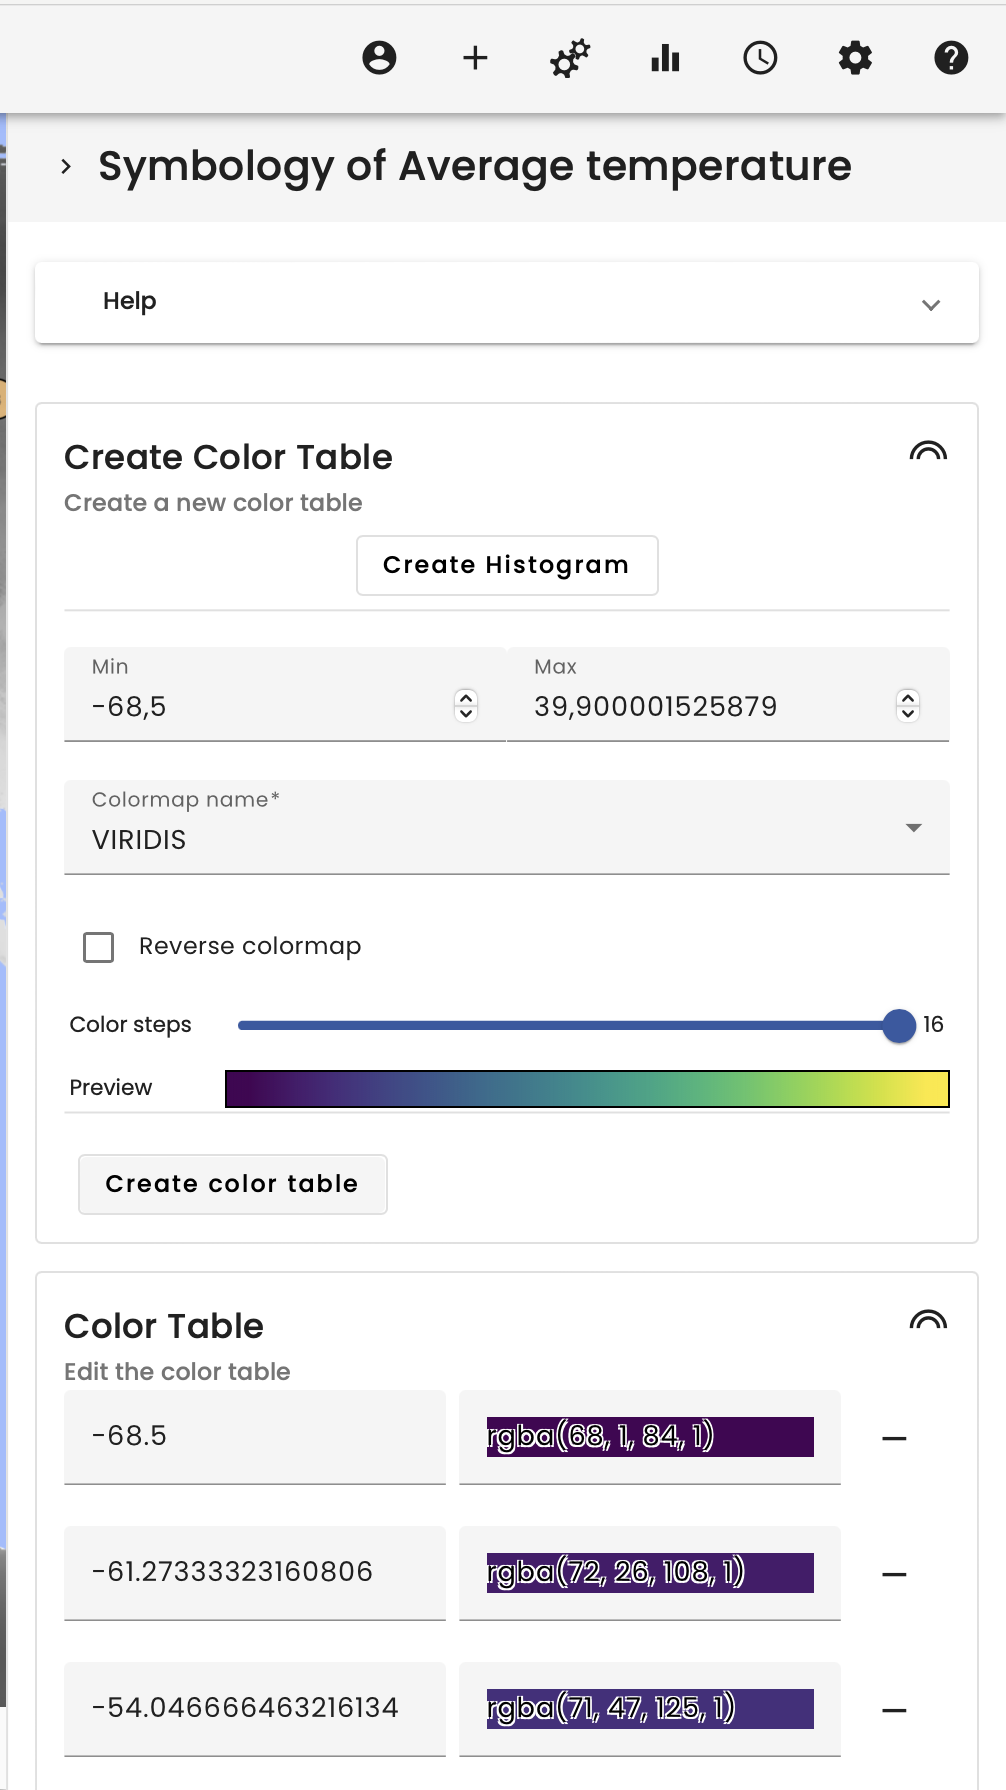 Symbology of Average temperature
Help
Create Color Table
Create a new color table
Create Histogram
Min
-68,5
Max
39,900001525879
Colormap name*
VIRIDIS
Reverse colormap
Color steps
16
Preview
Create color table
Color Table
Edit the color table
-68.5
rgba(68, 1, 84, 1)
-61.27333323160806
rgba(72, 26, 108, 1)
-54.046666463216134
rgba(71, 47, 125, 1)